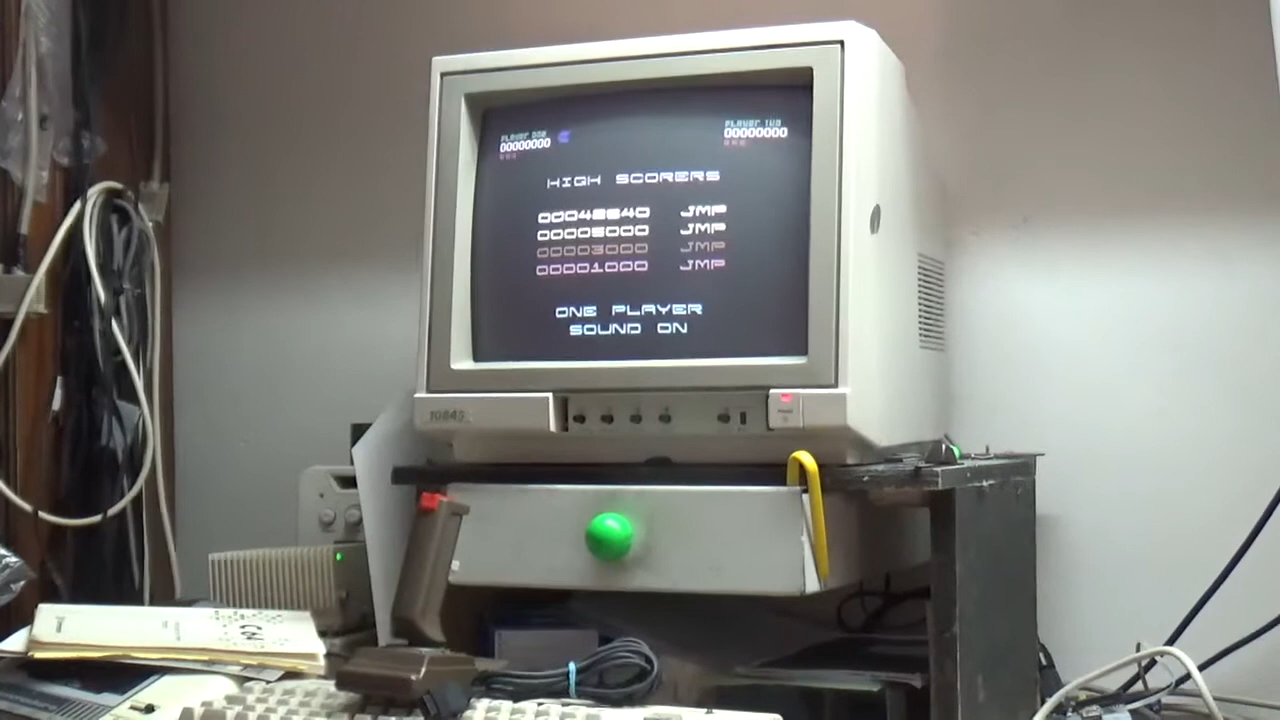 PLAYER ONE
00000000
PLAYER TWO
00000000
HIGH SCORERS
00048640 JMP
00005000 JMP
00003000 JMP
00001000 JMP
ONE PLAYER
SOUND ON
1084S
C64